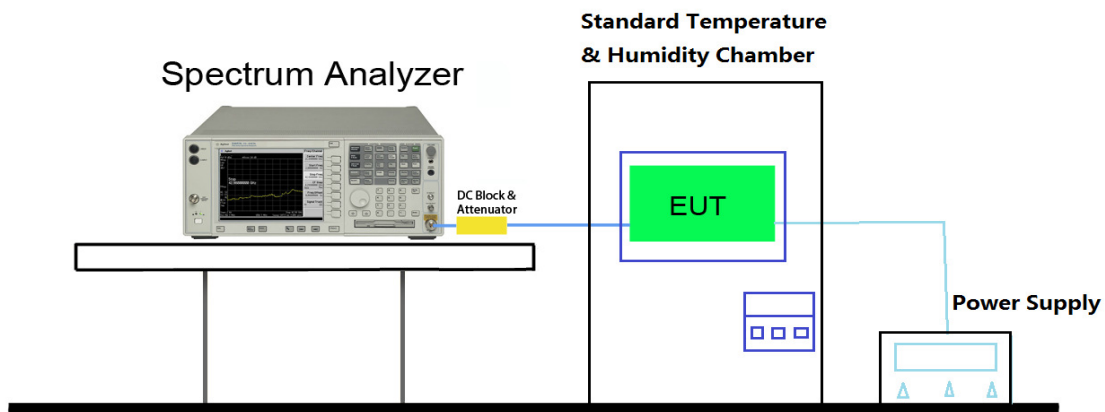 Standard Temperature
& Humidity Chamber
Spectrum Analyzer
DC Block &
Attenuator
EUT
Power Supply